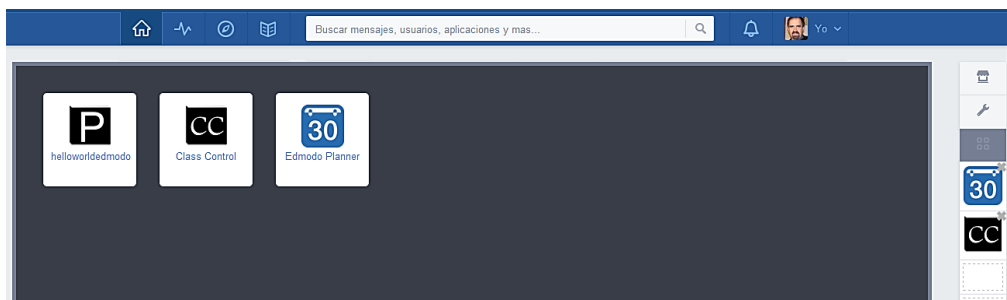 Buscar mensajes, usuarios, aplicaciones y mas...
Yo
P
CC
30
helloworldedmodo
Class Control
Edmodo Planner
30
CC